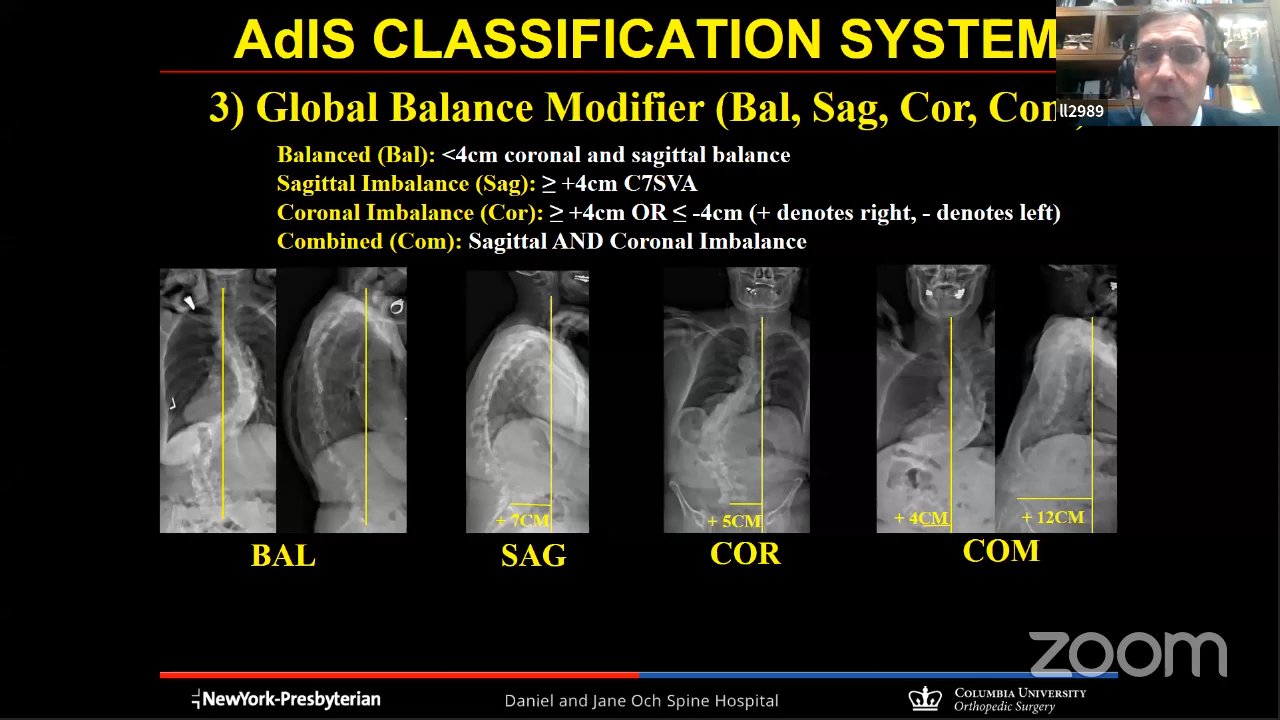 AdIS CLASSIFICATION SYSTEM
3) Global Balance Modifier (Bal, Sag, Cor, Com)
ll2989
Balanced (Bal): <4cm coronal and sagittal balance
Sagittal Imbalance (Sag): ≥ +4cm C7SVA
Coronal Imbalance (Cor): ≥ +4cm OR ≤ -4cm (+ denotes right, - denotes left)
Combined (Com): Sagittal AND Coronal Imbalance
+ 7CM
+ 5CM
+ 4CM
+ 12CM
BAL
SAG
COR
COM
zoom
NewYork-Presbyterian
Daniel and Jane Och Spine Hospital
COLUMBIA UNIVERSITY
Orthopedic Surgery